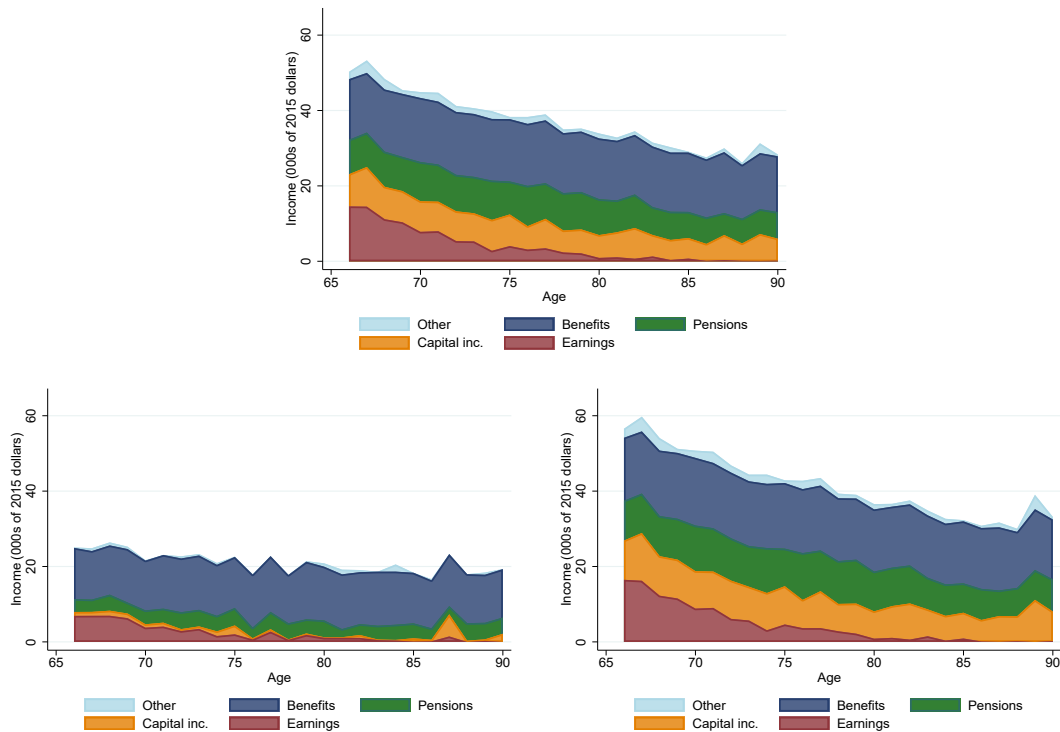 Income (000s of 2015 dollars)
60
40
20
0
65 70 75 80 85 90
Age
Other Benefits Pensions
Capital inc. Earnings
Income (000s of 2015 dollars)
60
40
20
0
65 70 75 80 85 90
Age
Other Benefits Pensions
Capital inc. Earnings
Income (000s of 2015 dollars)
60
40
20
0
65 70 75 80 85 90
Age
Other Benefits Pensions
Capital inc. Earnings